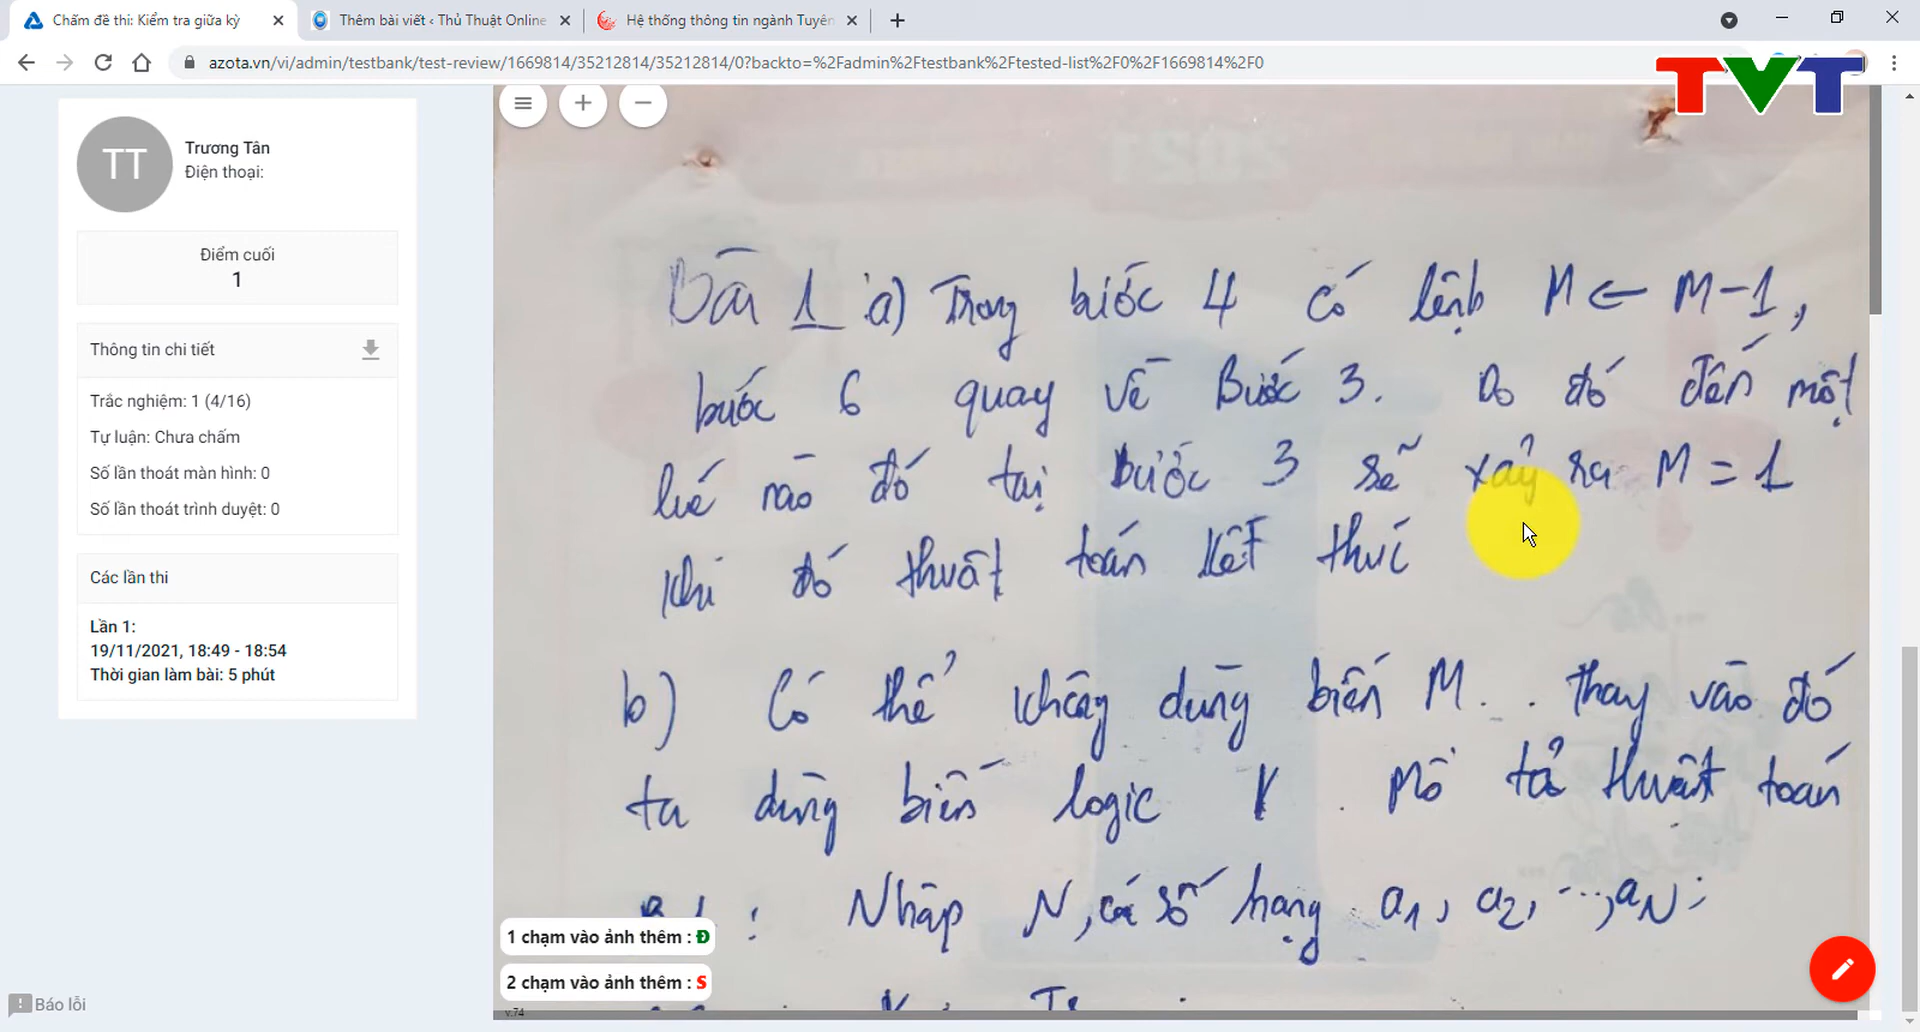 Chấm đề thi: Kiểm tra giữa kỳ
Thêm bài viết ‹ Thủ Thuật Online
Hệ thống thông tin ngành Tuyên
azota.vn/vi/admin/testbank/test-review/1669814/35212814/35212814/0?backto=%2Fadmin%2Ftestbank%2Ftested-list%2F0%2F1669814%2F0
TVT
TT
Trương Tân
Điện thoại:
Điểm cuối
1
Thông tin chi tiết
Trắc nghiệm: 1 (4/16)
Tự luận: Chưa chấm
Số lần thoát màn hình: 0
Số lần thoát trình duyệt: 0
Các lần thi
Lần 1:
19/11/2021, 18:49 - 18:54
Thời gian làm bài: 5 phút
Báo lỗi
Bài 1 a) Trong bước 4 có lệnh M ← M-1,
bước 6 quay về Bước 3. Do đó đến một
lúc nào đó tại bước 3 sẽ xảy ra M = 1
khi đó thuật toán kết thúc
b) Có thể không dùng biến M. . thay vào đó
ta dùng biến logic K. Mô tả thuật toán
: Nhập N, các số hạng a1, a2, ..., aN;
1 chạm vào ảnh thêm : Đ
2 chạm vào ảnh thêm : S
v.74